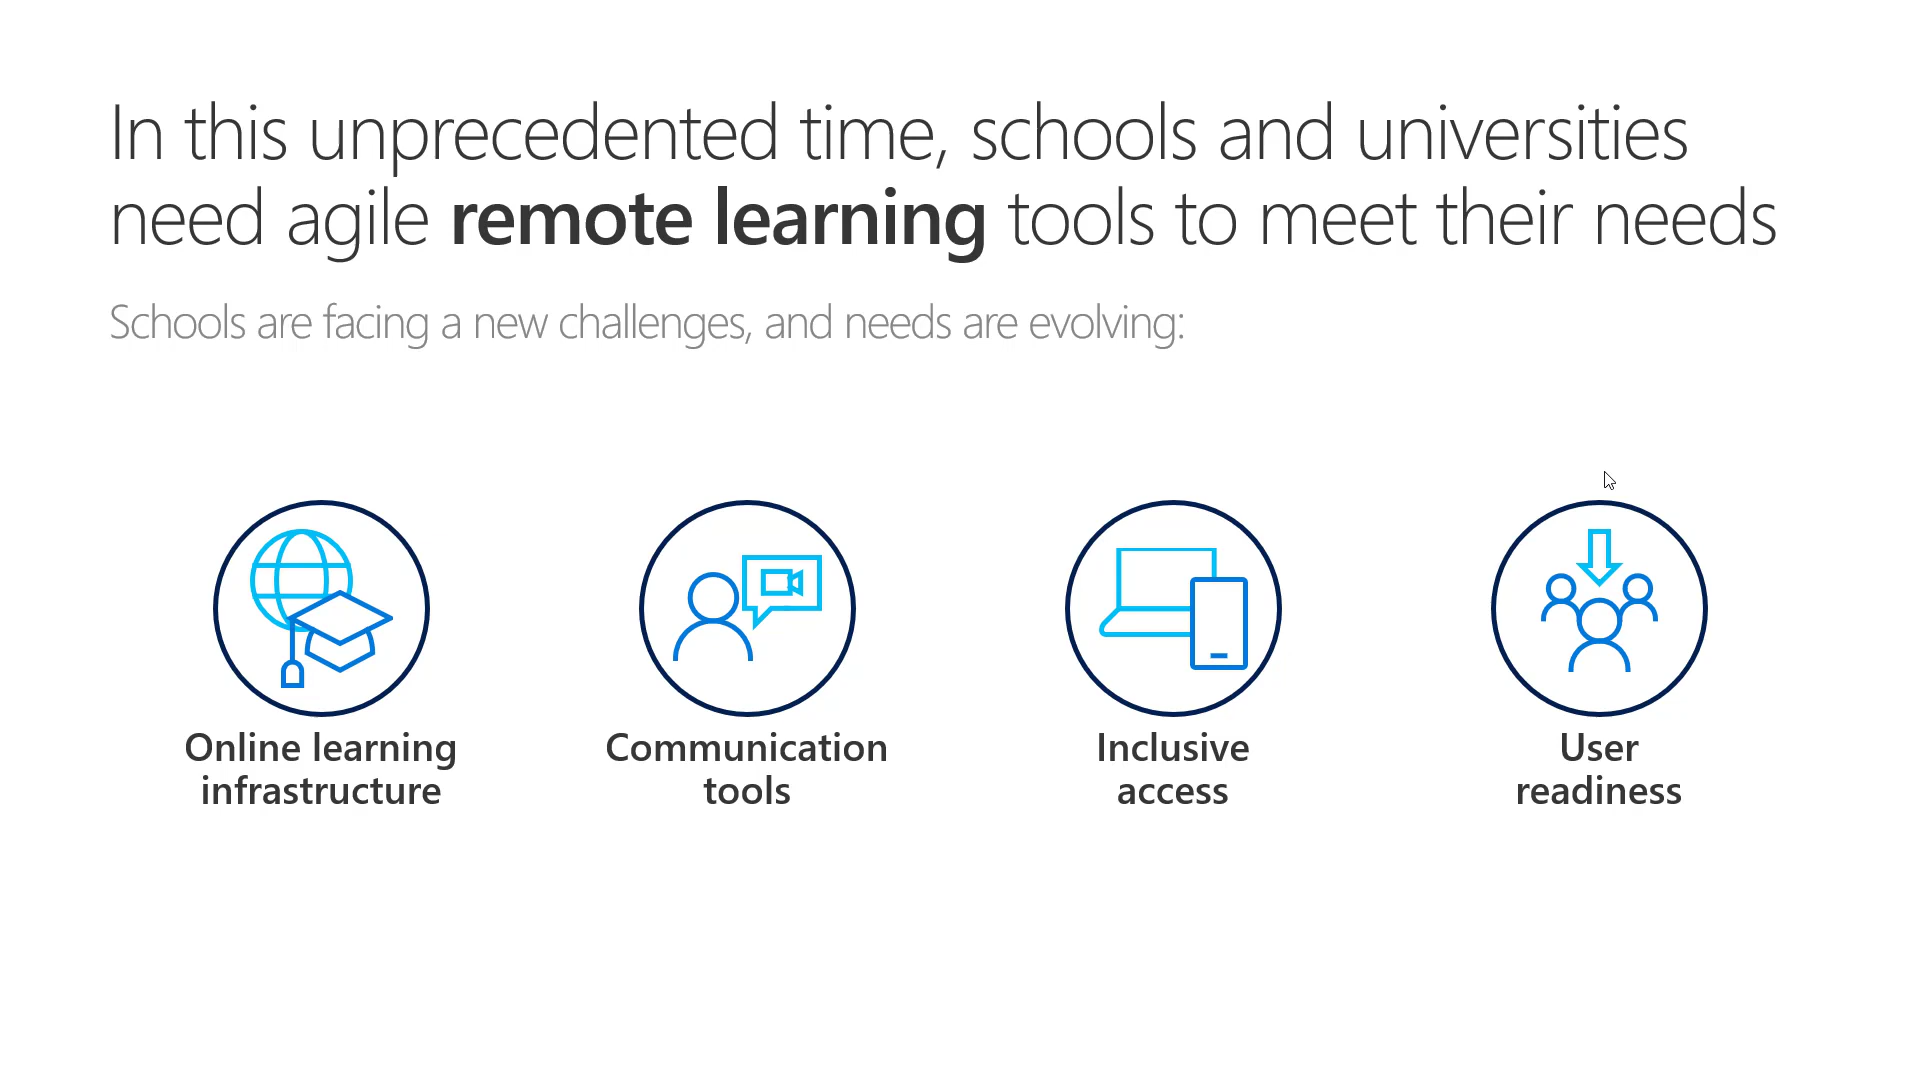 In this unprecedented time, schools and universities
need agile remote learning tools to meet their needs
Schools are facing a new challenges, and needs are evolving:
Online learning
infrastructure
Communication
tools
Inclusive
access
User
readiness